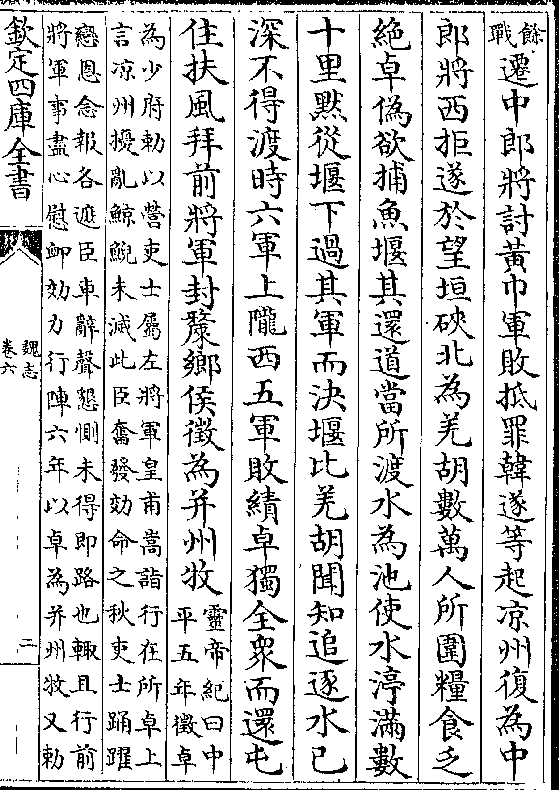 餘
戰
遷中郎將討黃巾軍敗抵罪韓遂等起凉州復為中
郎將西拒遂於望垣硤北為羌胡數萬人所圍糧食乏
絶卓偽欲捕魚堰其還道當所渡水為池使水渟滿數
十里黙從堰下過其軍而決堰比羌胡聞知追逐水已
深不得渡時六軍上隴西五軍敗績卓獨全衆而還屯
住扶風拜前將軍封斄鄉侯徵為并州牧
靈帝紀曰中
平五年徵卓
為少府勅以營吏士屬左將軍皇甫嵩詣行在所卓上
言凉州擾亂鯨鯢未滅此臣奮發効命之秋吏士踊躍
戀恩念報各遮臣車辭聲懇惻未得即路也輒且行前
將軍事盡心慰卹効力行陣六年以卓為并州牧又勅
欽定四庫全書
魏志
卷六
二